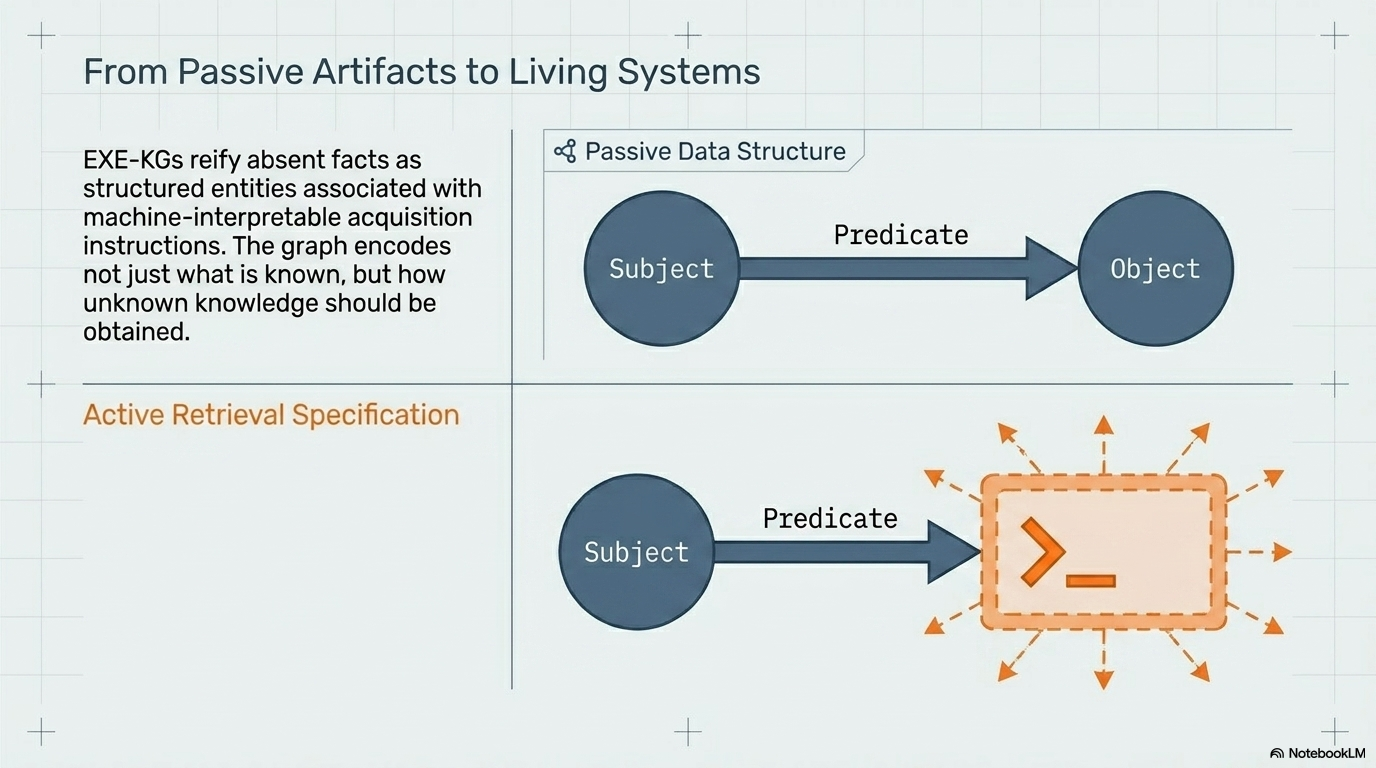 From Passive Artifacts to Living Systems
EXE-KGs reify absent facts as
structured entities associated with
machine-interpretable acquisition
instructions. The graph encodes
not just what is known, but how
unknown knowledge should be
obtained.
Passive Data Structure
Subject
Predicate
Object
Active Retrieval Specification
Subject
Predicate
>_
NotebookLM